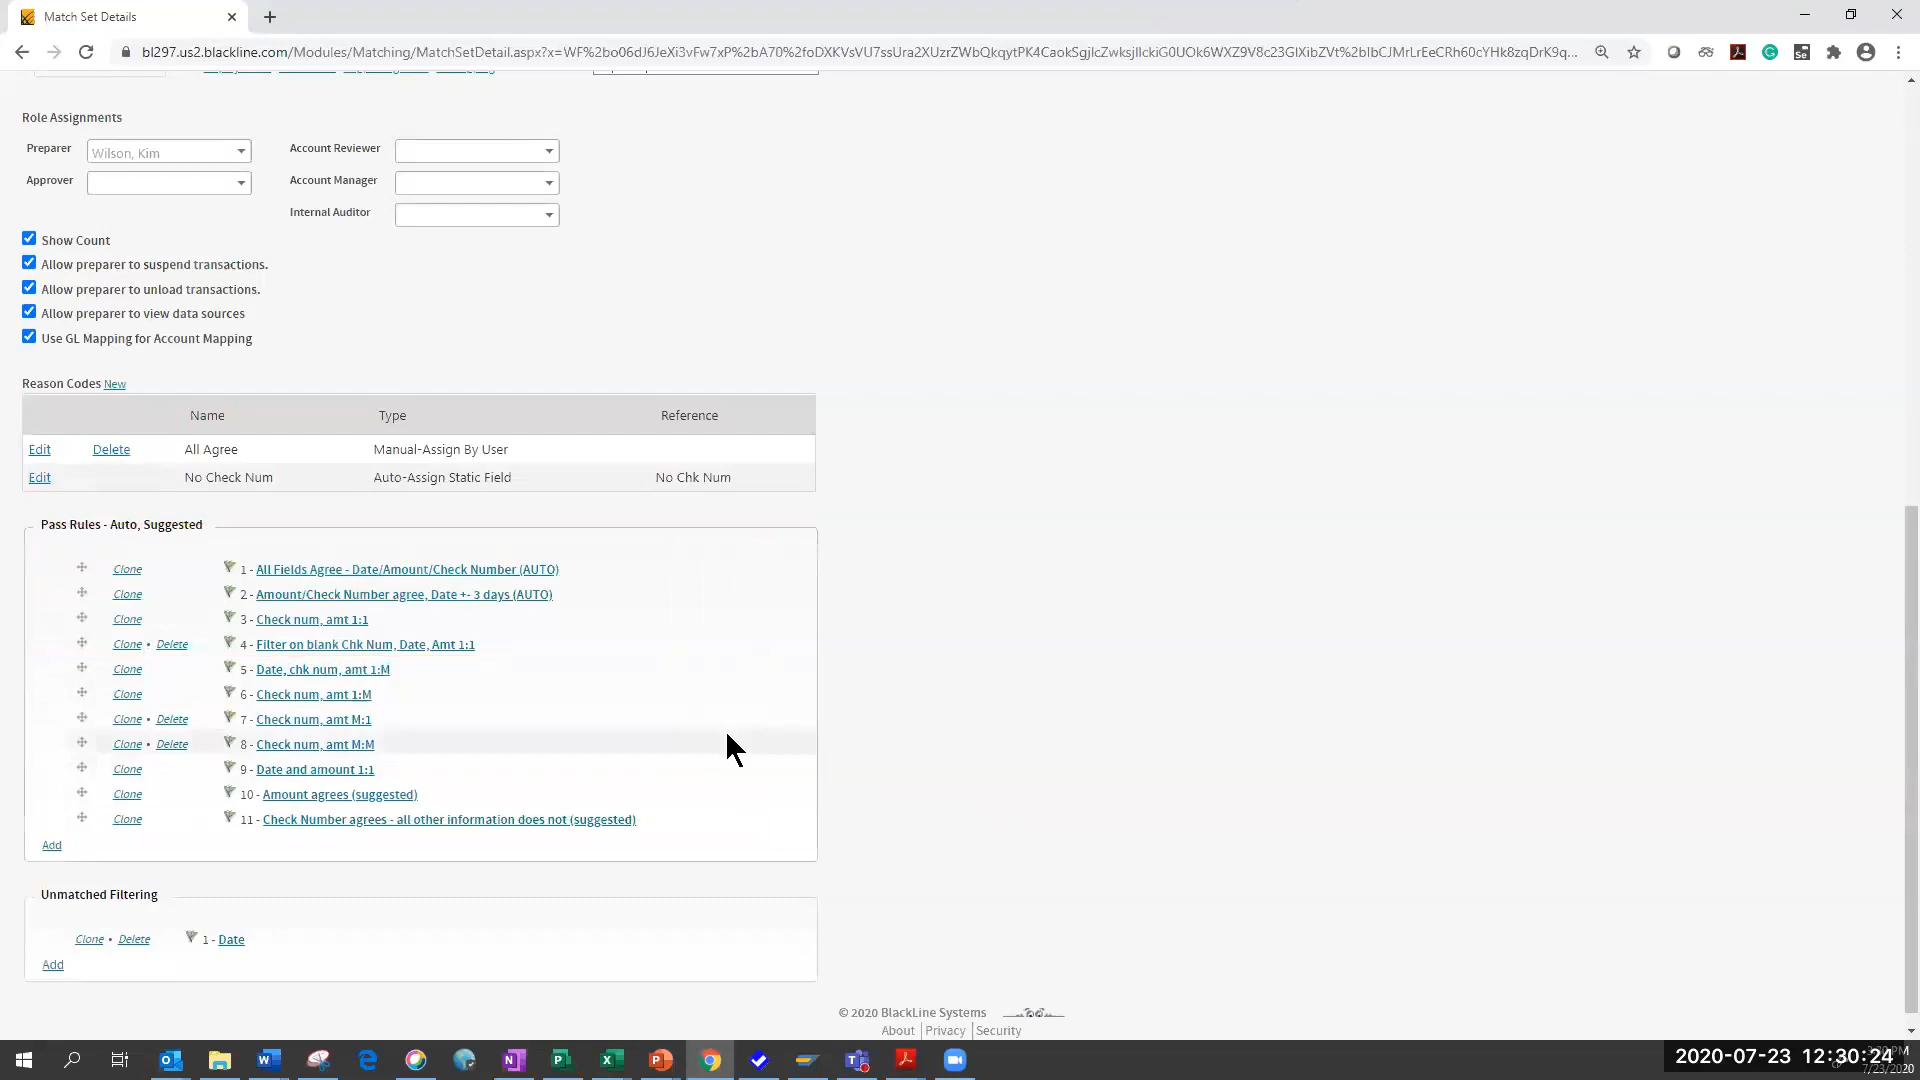 Match Set Details
bl297.us2.blackline.com/Modules/Matching/MatchSetDetail.aspx?x=WF%2bo06dJ6JeXi3vFw7xP%2bA70%2foDXKVsVU7ssUra2XUzrZWbQkqytPK4CaokSgjlcZwksjIlckiG0UOk6WXZ9V8c23GlXibZVt%2blbCJMrLrEeCRh60cYHk8zqDrK9q...
Role Assignments
Preparer Wilson, Kim Account Reviewer
Approver Account Manager
Internal Auditor
Show Count
Allow preparer to suspend transactions.
Allow preparer to unload transactions.
Allow preparer to view data sources
Use GL Mapping for Account Mapping
Reason Codes New
Name Type Reference
Edit Delete All Agree Manual-Assign By User
Edit No Check Num Auto-Assign Static Field No Chk Num
Pass Rules - Auto, Suggested
Clone 1 - All Fields Agree - Date/Amount/Check Number (AUTO)
Clone 2 - Amount/Check Number agree, Date +- 3 days (AUTO)
Clone 3 - Check num, amt 1:1
Clone • Delete 4 - Filter on blank Chk Num, Date, Amt 1:1
Clone 5 - Date, chk num, amt 1:M
Clone 6 - Check num, amt 1:M
Clone • Delete 7 - Check num, amt M:1
Clone • Delete 8 - Check num, amt M:M
Clone 9 - Date and amount 1:1
Clone 10 - Amount agrees (suggested)
Clone 11 - Check Number agrees - all other information does not (suggested)
Add
Unmatched Filtering
Clone • Delete 1 - Date
Add
© 2020 BlackLine Systems
About | Privacy | Security
2020-07-23 12:30:24
7/23/2020